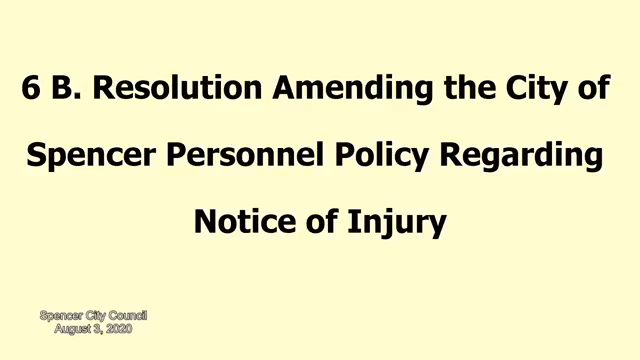 6 B. Resolution Amending the City of
Spencer Personnel Policy Regarding
Notice of Injury
Spencer City Council
August 3, 2020